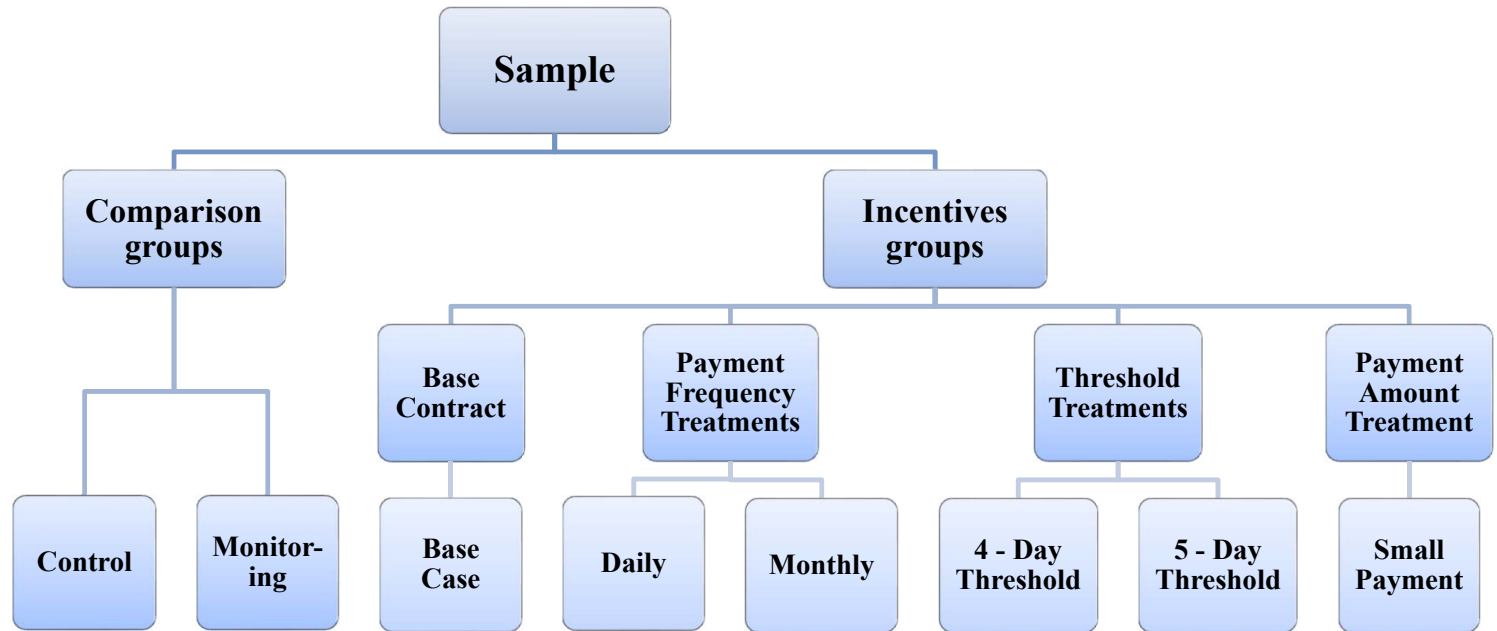 Sample
Comparison
groups
Incentives
groups
Base
Contract
Payment
Frequency
Treatments
Threshold
Treatments
Payment
Amount
Treatment
Control
Monitor-
ing
Base
Case
Daily
Monthly
4 - Day
Threshold
5 - Day
Threshold
Small
Payment